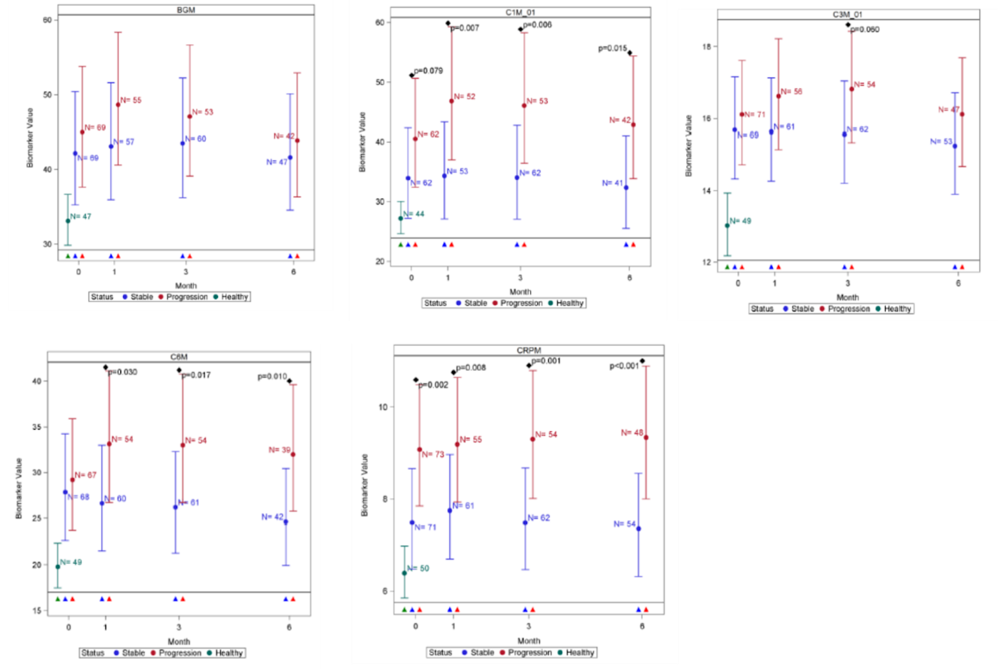 BGM
60
50
40
30
Biomarker Value
N= 47
N= 69
N= 69
N= 57
N= 55
N= 60
N= 53
N= 47
N= 42
0 1 3 6
Month
Status Stable Progression Healthy
C1M_01
60
50
40
30
20
Biomarker Value
p=0.079
p=0.007
p=0.006
p=0.015
N= 44
N= 62
N= 62
N= 53
N= 52
N= 62
N= 53
N= 41
N= 42
0 1 3 6
Month
Status Stable Progression Healthy
C3M_01
18
16
14
12
Biomarker Value
p=0.060
N= 49
N= 69
N= 71
N= 61
N= 56
N= 62
N= 54
N= 53
N= 47
0 1 3 6
Month
Status Stable Progression Healthy
C6M
40
35
30
25
20
15
Biomarker Value
p=0.030
p=0.017
p=0.010
N= 49
N= 68
N= 67
N= 60
N= 54
N= 61
N= 54
N= 42
N= 39
0 1 3 6
Month
Status Stable Progression Healthy
CRPM
10
8
6
Biomarker Value
p=0.002
p=0.008
p=0.001
p<0.001
N= 50
N= 71
N= 73
N= 61
N= 55
N= 62
N= 54
N= 54
N= 48
0 1 3 6
Month
Status Stable Progression Healthy